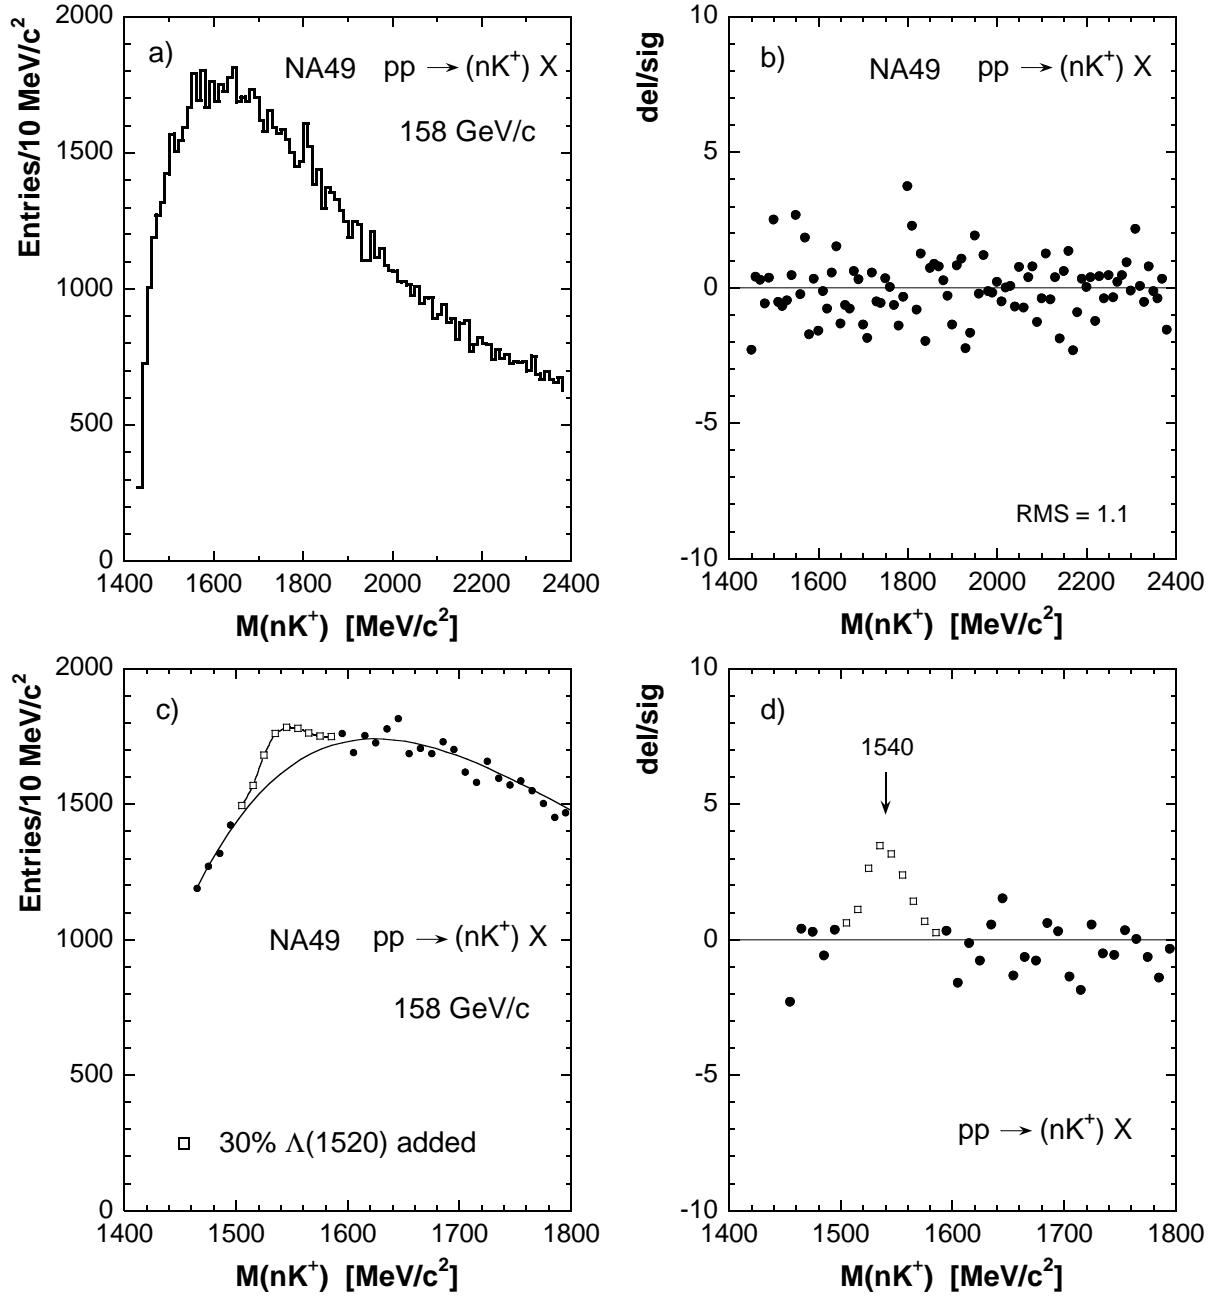 Entries/10 MeV/c²
2000
1500
1000
500
0
a)
NA49 pp → (nK⁺) X
158 GeV/c
1400 1600 1800 2000 2200 2400
M(nK⁺) [MeV/c²]
del/sig
10
5
0
-5
-10
b)
NA49 pp → (nK⁺) X
RMS = 1.1
1400 1600 1800 2000 2200 2400
M(nK⁺) [MeV/c²]
Entries/10 MeV/c²
2000
1500
1000
500
0
c)
NA49 pp → (nK⁺) X
158 GeV/c
30% Λ(1520) added
1400 1500 1600 1700 1800
M(nK⁺) [MeV/c²]
del/sig
10
5
0
-5
-10
d)
1540
pp → (nK⁺) X
1400 1500 1600 1700 1800
M(nK⁺) [MeV/c²]